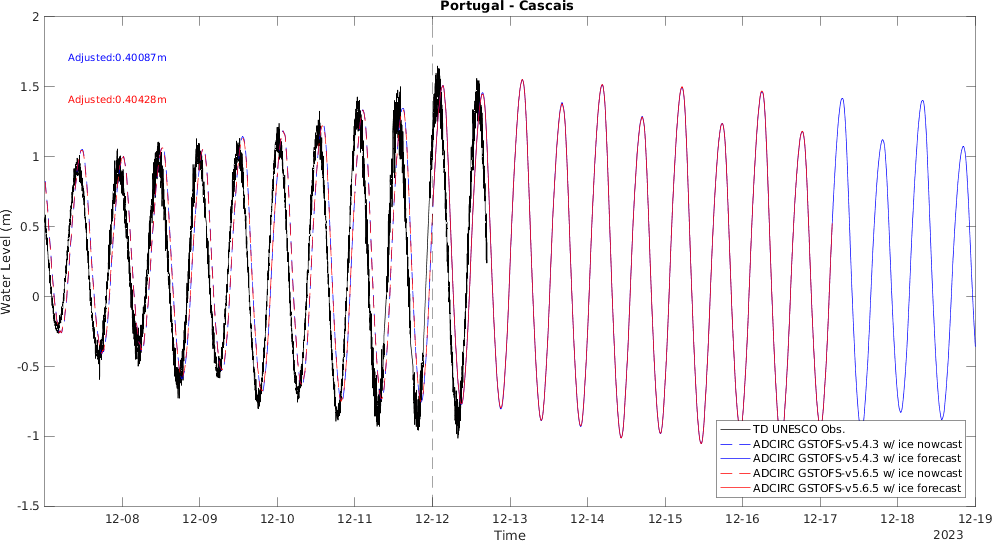 Portugal - Cascais
2
1.5
1
0.5
0
-0.5
-1
-1.5
Water Level (m)
Adjusted:0.40087m
Adjusted:0.40428m
TD UNESCO Obs.
ADCIRC GSTOFS-v5.4.3 w/ ice nowcast
ADCIRC GSTOFS-v5.4.3 w/ ice forecast
ADCIRC GSTOFS-v5.6.5 w/ ice nowcast
ADCIRC GSTOFS-v5.6.5 w/ ice forecast
12-08 12-09 12-10 12-11 12-12 12-13 12-14 12-15 12-16 12-17 12-18 12-19
Time
2023